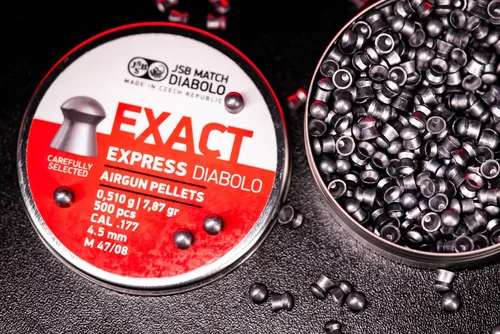 JSB
JSB MATCH
DIABOLO
MADE IN CZECH REPUBLIC
EXACT
EXPRESS DIABOLO
AIRGUN PELLETS
CAREFULLY
SELECTED
0,510 g | 7,87 gr
500 pcs
CAL .177
4.5 mm
M 47/08